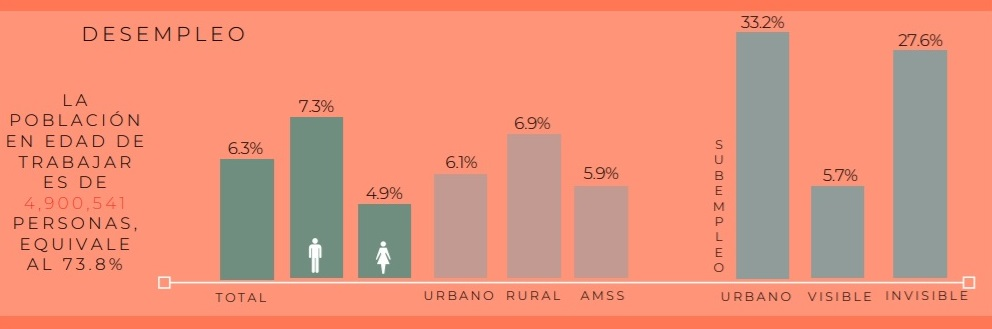 DESEMPLEO
LA
POBLACIÓN
EN EDAD DE
TRABAJAR
ES DE
4,900,541
PERSONAS,
EQUIVALE
AL 73.8%
6.3%
7.3%
4.9%
6.1%
6.9%
5.9%
TOTAL
URBANO RURAL AMSS
SUBEMPLEO
33.2%
5.7%
27.6%
URBANO VISIBLE INVISIBLE